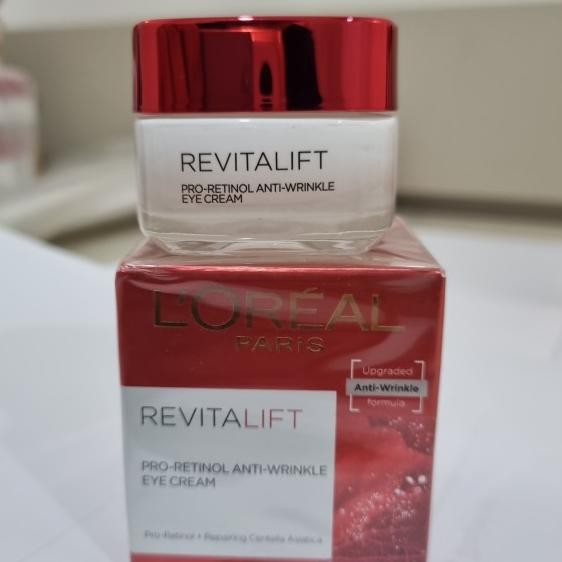 REVITALIFT
PRO-RETINOL ANTI-WRINKLE
EYE CREAM
L'ORÉAL
PARIS
Upgraded
Anti-Wrinkle
formula
REVITALIFT
PRO-RETINOL ANTI-WRINKLE
EYE CREAM
Pro-Retinol + Repairing Centella Asiatica